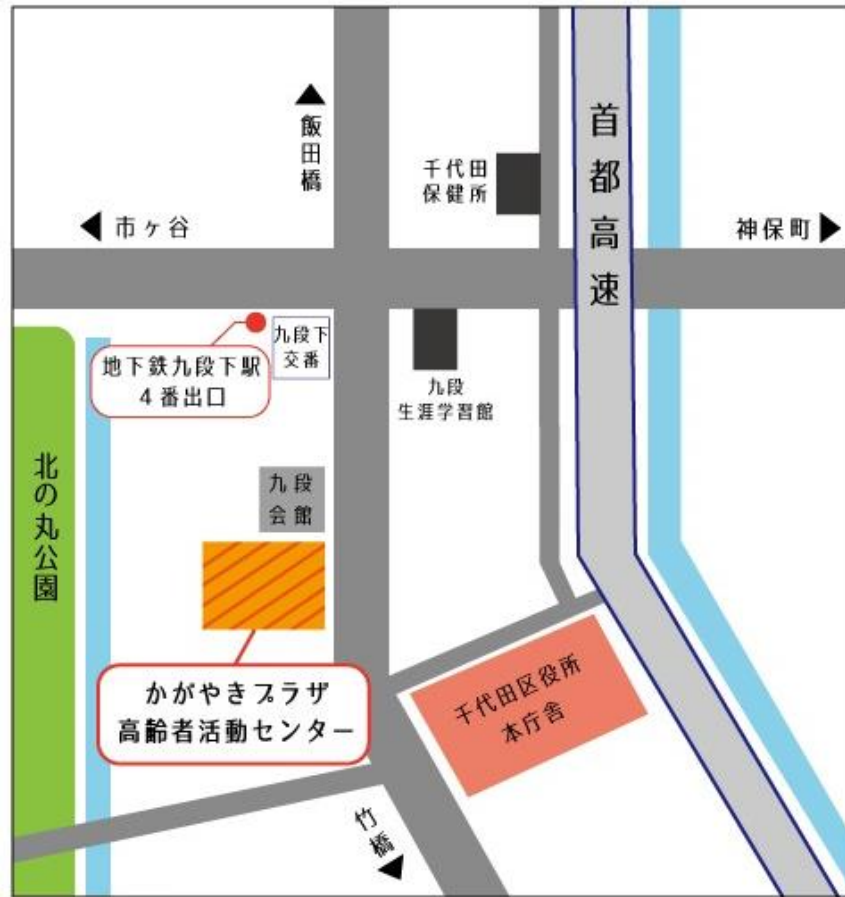 飯田橋
千代田
保健所
首都高速
市ヶ谷
神保町
地下鉄九段下駅
4番出口
九段下
交番
九段
生涯学習館
北の丸公園
九段
会館
かがやきプラザ
高齢者活動センター
千代田区役所
本庁舎
竹橋